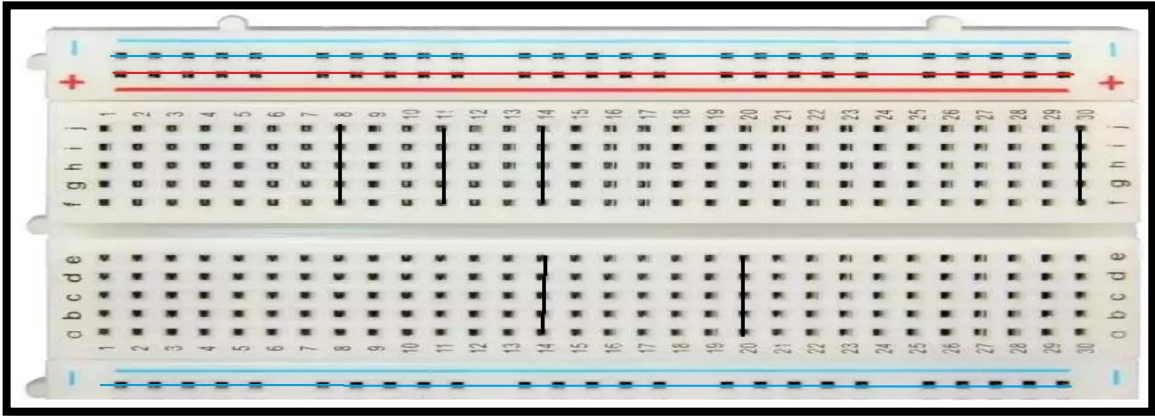 - -
+ +
1 2 3 4 5 6 7 8 9 10 11 12 13 14 15 16 17 18 19 20 21 22 23 24 25 26 27 28 29 30
j j
i i
h h
g g
f f
e e
d d
c c
b b
a a
1 2 3 4 5 6 7 8 9 10 11 12 13 14 15 16 17 18 19 20 21 22 23 24 25 26 27 28 29 30
- -